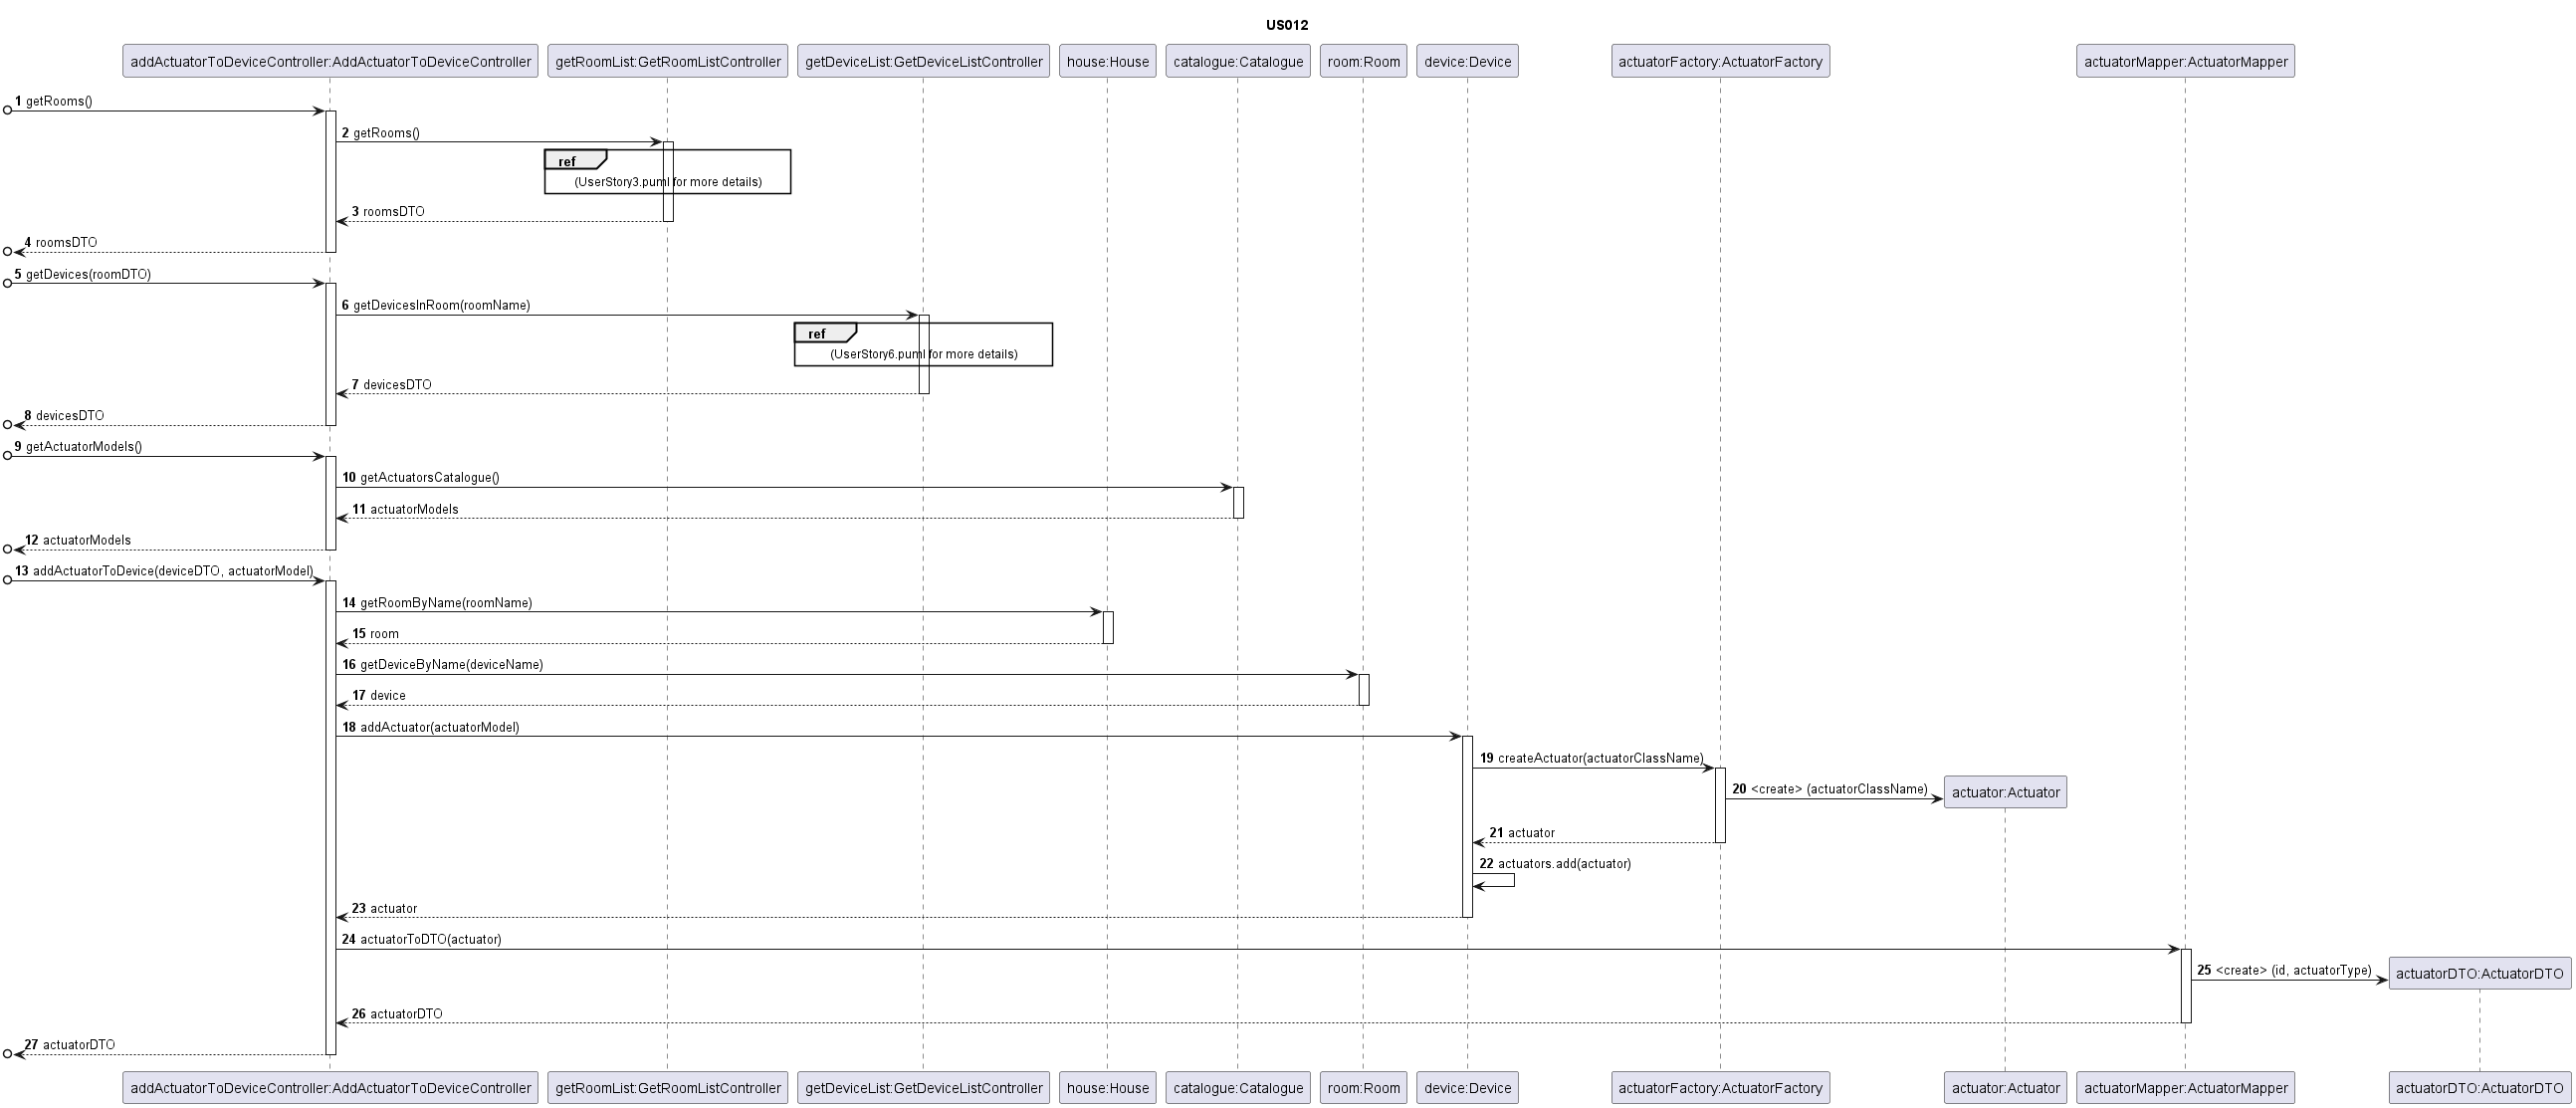 US012
addActuatorToDeviceController:AddActuatorToDeviceController
getRoomList:GetRoomListController
getDeviceList:GetDeviceListController
house:House
catalogue:Catalogue
room:Room
device:Device
actuatorFactory:ActuatorFactory
actuatorMapper:ActuatorMapper
1 getRooms()
2 getRooms()
ref
(UserStory3.puml for more details)
3 roomsDTO
4 roomsDTO
5 getDevices(roomDTO)
6 getDevicesInRoom(roomName)
ref
(UserStory6.puml for more details)
7 devicesDTO
8 devicesDTO
9 getActuatorModels()
10 getActuatorsCatalogue()
11 actuatorModels
12 actuatorModels
13 addActuatorToDevice(deviceDTO, actuatorModel)
14 getRoomByName(roomName)
15 room
16 getDeviceByName(deviceName)
17 device
18 addActuator(actuatorModel)
19 createActuator(actuatorClassName)
20 <create> (actuatorClassName)
actuator:Actuator
21 actuator
22 actuators.add(actuator)
23 actuator
24 actuatorToDTO(actuator)
25 <create> (id, actuatorType)
actuatorDTO:ActuatorDTO
26 actuatorDTO
27 actuatorDTO
addActuatorToDeviceController:AddActuatorToDeviceController
getRoomList:GetRoomListController
getDeviceList:GetDeviceListController
house:House
catalogue:Catalogue
room:Room
device:Device
actuatorFactory:ActuatorFactory
actuator:Actuator
actuatorMapper:ActuatorMapper
actuatorDTO:ActuatorDTO